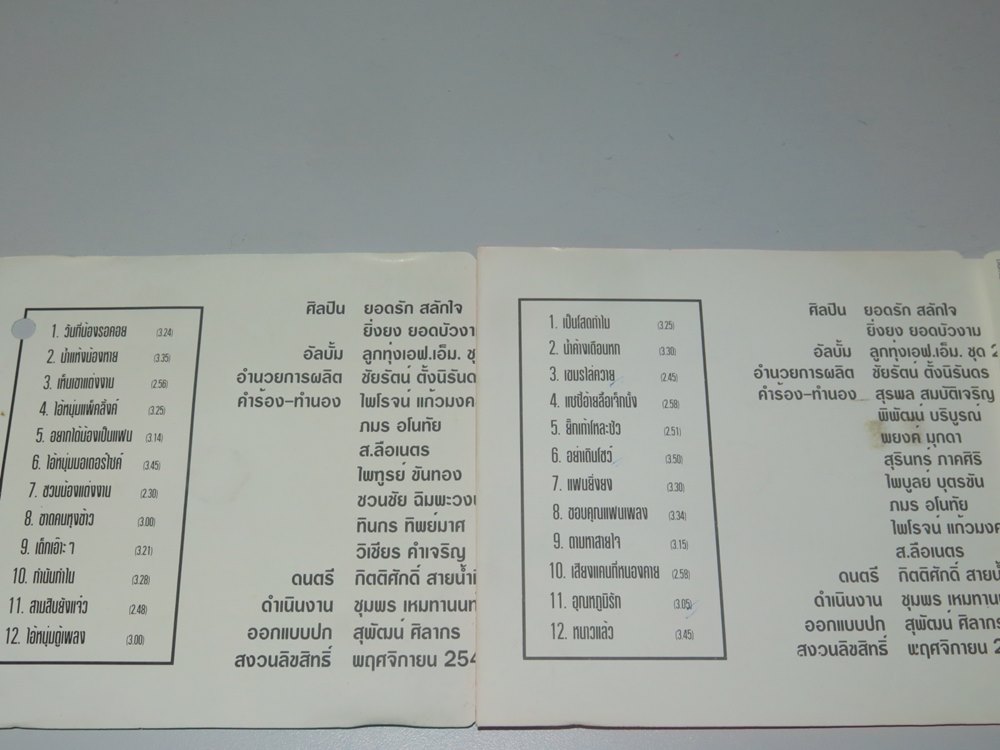 1. วันที่น้องรอคอย (3.24)
2. น้ำแห่งน้องหาย (3.35)
3. เห็นเขาแต่งงาน (2.56)
4. ไอ้หนุ่มแพ็คลิ้งค์ (3.25)
5. อยากได้น้องเป็นแฟน (3.14)
6. ไอ้หนุ่มมอเตอร์ไซค์ (3.45)
7. ชวนน้องแต่งงาน (2.30)
8. ขาดคนหุงข้าว (3.00)
9. เด็กเอ๊าะ ๆ (3.21)
10. กำนันกำใน (3.28)
11. สามสิบยังแจ๋ว (2.48)
12. ไอ้หนุ่มตู้เพลง (3.00)
ศิลปิน ยอดรัก สลักใจ
ยิ่งยง ยอดบัวงา
อัลบั้ม ลูกทุ่งเอฟ.เอ็ม.
อำนวยการผลิต ชัยรัตน์ ตั้งนิรัน
คำร้อง-ทำนอง ไพโรจน์ แก้วมงค
ภมร อโนทัย
ส.ลือเนตร
ไพทูรย์ ขันทอง
ชวนชัย ฉิมพะวง
ทินกร ทิพย์มาศ
วิเชียร คำเจริญ
ดนตรี กิตติศักดิ์ สายน้ำ
ดำเนินงาน ชุมพร เหมทานน
ออกแบบปก สุพัฒน์ ศิลากร
สงวนลิขสิทธิ์ พฤศจิกายน 254
1. เป็นโสดทำไม (3.25)
2. น้ำค้างเดือนหก (3.30)
3. เขมรไล่ควาย (2.45)
4. แซซี้อ้ายลือเจ็กนั้ง (2.58)
5. ยิกเท้าโหละซัว (2.51)
6. อย่าเดินโชว์ (3.50)
7. แฟนยิ่งยง (3.30)
8. ขอบคุณแฟนเพลง (3.34)
9. ตามหาสายใจ (3.15)
10. เสียงแคนที่หนองคาย (2.58)
11. อุณหภูมิรัก (3.05)
12. หนาวแล้ว (3.45)
ศิลปิน ยอดรัก สลักใจ
ยิ่งยง ยอดบัวงาม
อัลบั้ม ลูกทุ่งเอฟ.เอ็ม. ชุด 2
อำนวยการผลิต ชัยรัตน์ ตั้งนิรันดร
คำร้อง-ทำนอง สุรพล สมบัติเจริญ
พิพัฒน์ บริบูรณ์
พยงค์ มุกดา
สุรินทร์ ภาคศิริ
ไพบูลย์ บุตรขัน
ภมร อโนทัย
ไพโรจน์ แก้วมงค
ส.ลือเนตร
ดนตรี กิตติศักดิ์ สายน้ำ
ดำเนินงาน ชุมพร เหมทานน
ออกแบบปก สุพัฒน์ ศิลากร
สงวนลิขสิทธิ์ พฤศจิกายน 2